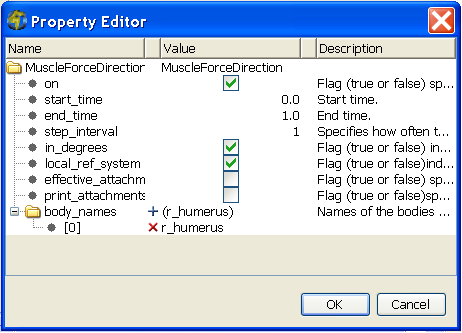 Property Editor
Name Value Description
MuscleForceDirection MuscleForceDirection
on Flag (true or false) sp...
start_time 0.0 Start time.
end_time 1.0 End time.
step_interval 1 Specifies how often t...
in_degrees Flag (true or false) in...
local_ref_system Flag (true or false)ind...
effective_attachm Flag (true or false) sp...
print_attachments Flag (true or false)sp...
body_names (r_humerus) Names of the bodies ...
[0] r_humerus
OK Cancel